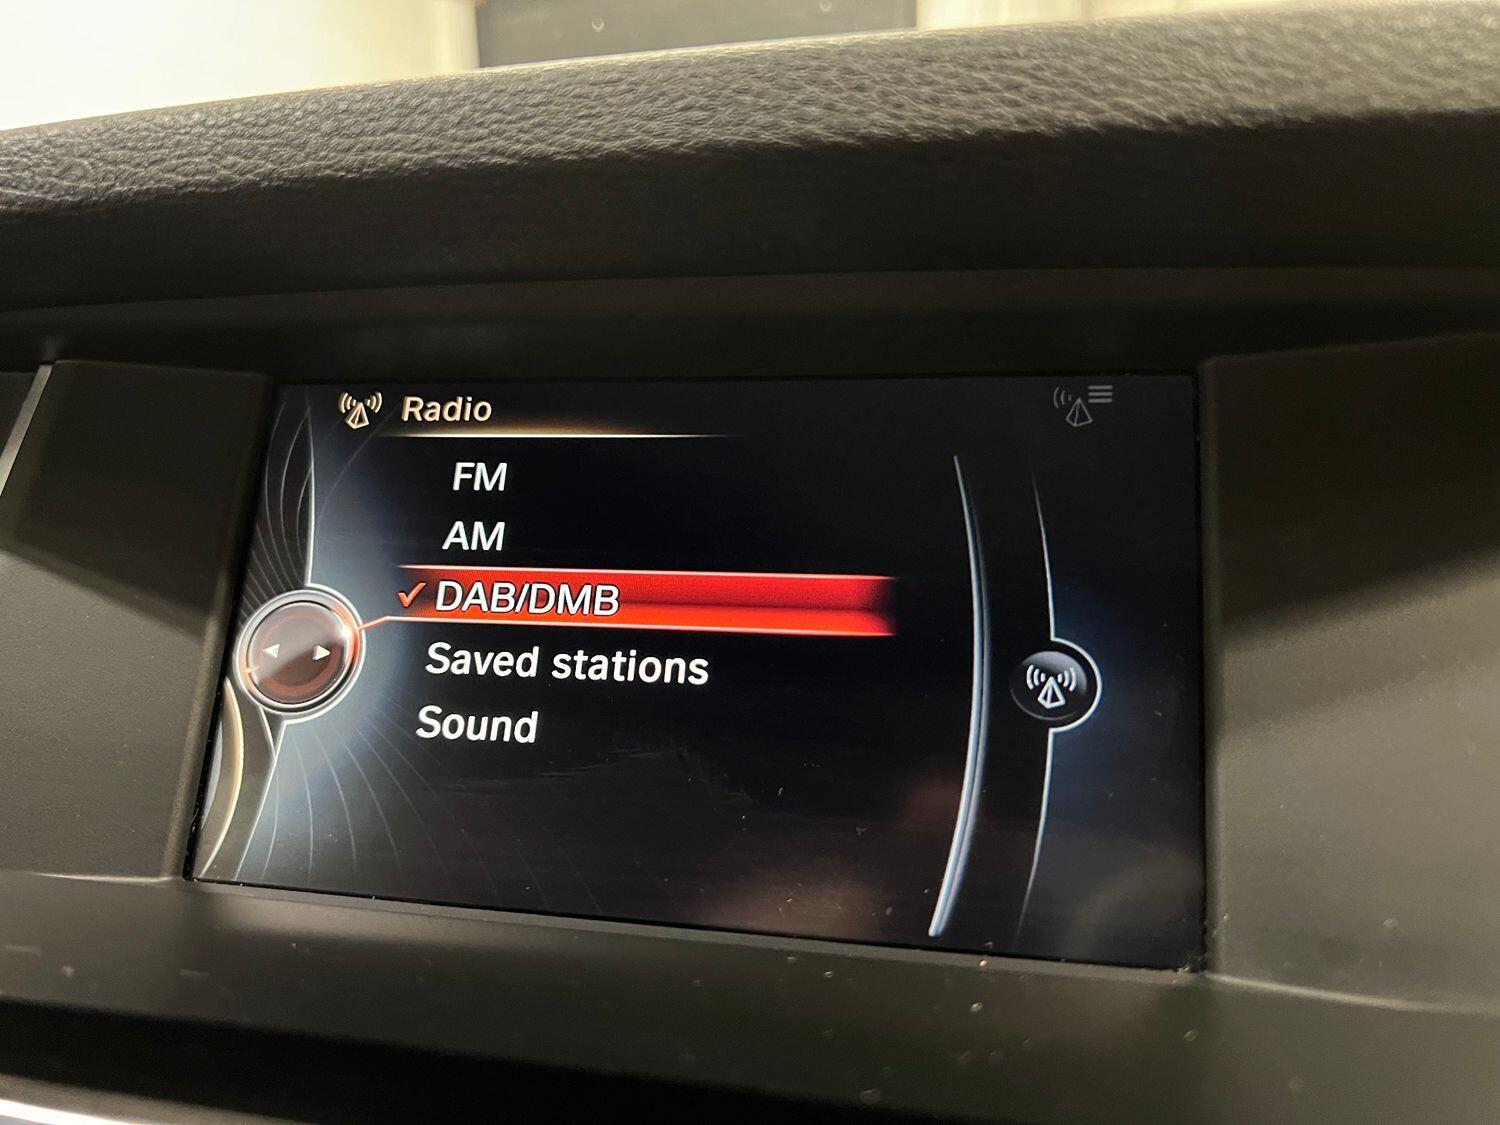 Radio
FM
AM
✓ DAB/DMB
Saved stations
Sound